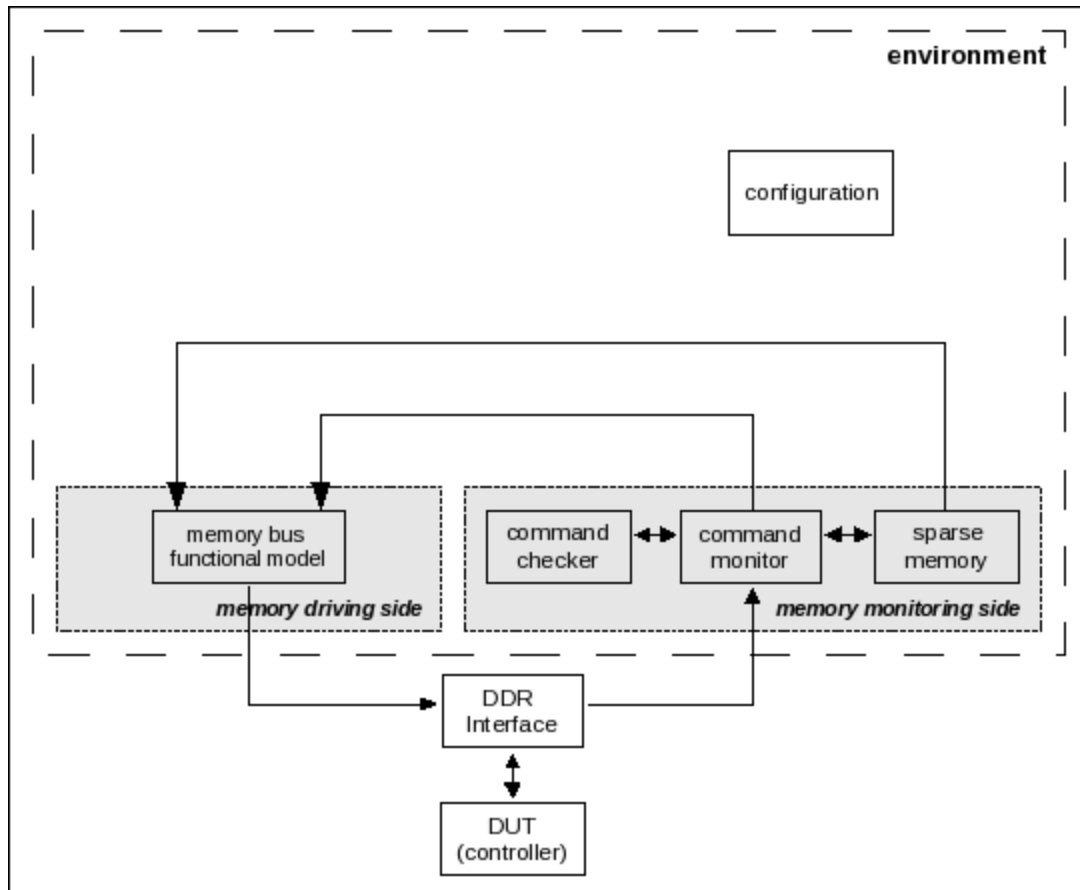 environment
configuration
memory bus
functional model
memory driving side
command
checker
command
monitor
sparse
memory
memory monitoring side
DDR
Interface
DUT
(controller)